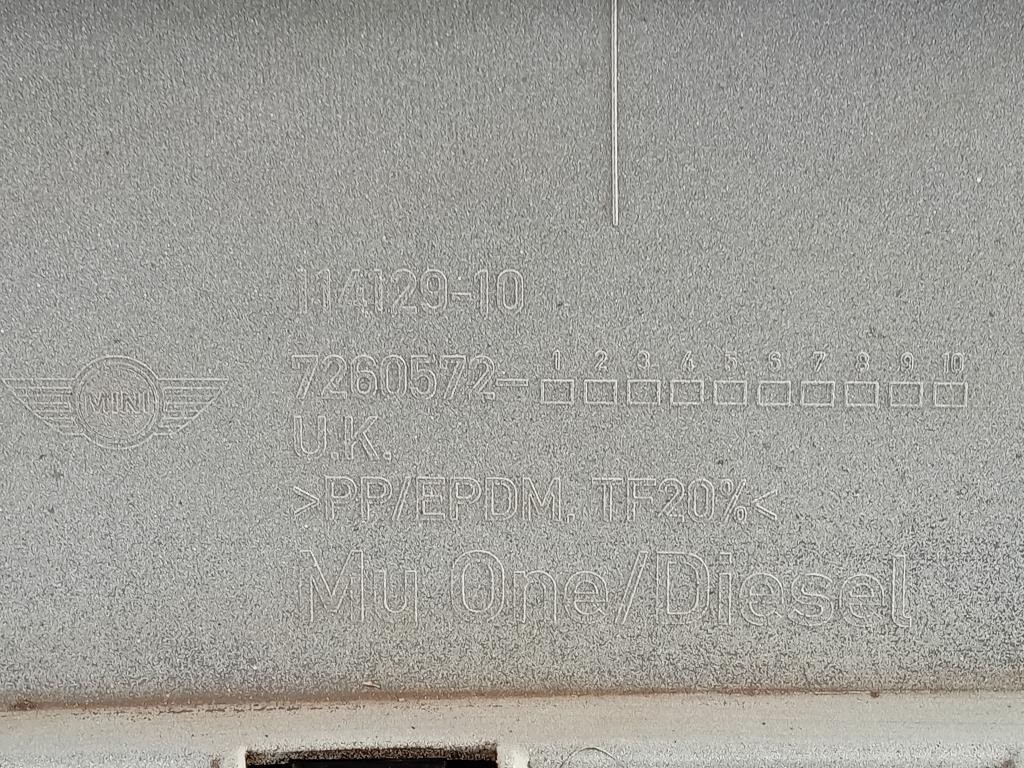 114129-10
MINI
7260572- 1 2 3 4 5 6 7 8 9 10
U.K.
>PP/EPDM. TF20%<
Mu One/Diesel